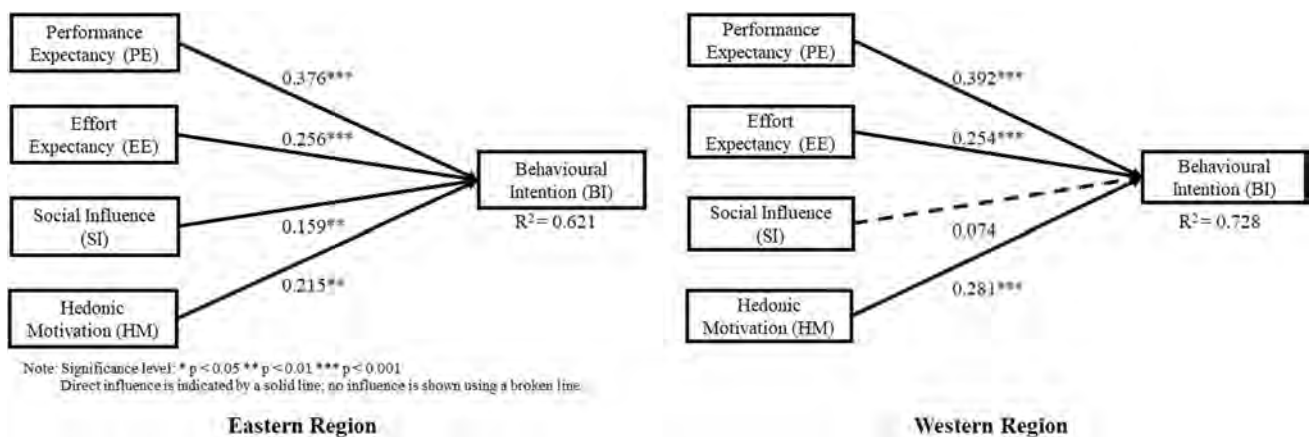 Performance
Expectancy (PE)
0.376***
Effort
Expectancy (EE)
0.256***
Behavioural
Intention (BI)
R² = 0.621
Social Influence
(SI)
0.159**
0.215**
Hedonic
Motivation (HM)
Note: Significance level: * p < 0.05 ** p < 0.01 *** p < 0.001
Direct influence is indicated by a solid line; no influence is shown using a broken line
Eastern Region
Performance
Expectancy (PE)
0.392***
Effort
Expectancy (EE)
0.254***
Behavioural
Intention (BI)
R² = 0.728
Social Influence
(SI)
0.074
0.281***
Hedonic
Motivation (HM)
Western Region